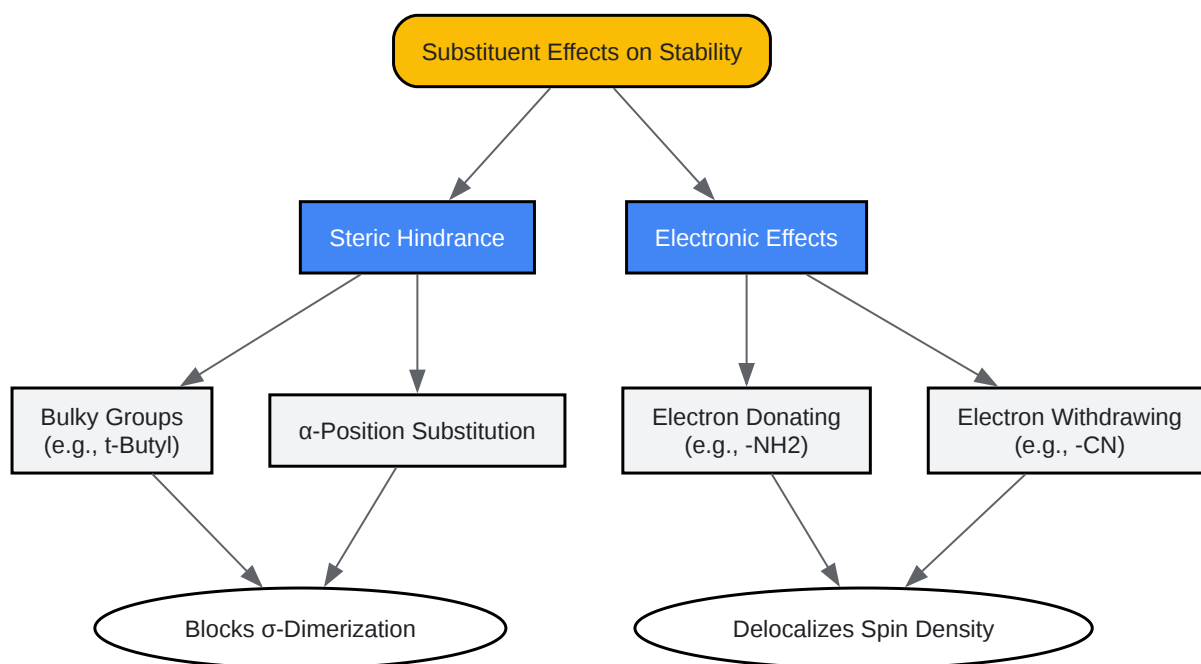 Substituent Effects on Stability
Steric Hindrance
Electronic Effects
Bulky Groups
(e.g., t-Butyl)
α-Position Substitution
Electron Donating
(e.g., -NH2)
Electron Withdrawing
(e.g., -CN)
Blocks σ-Dimerization
Delocalizes Spin Density